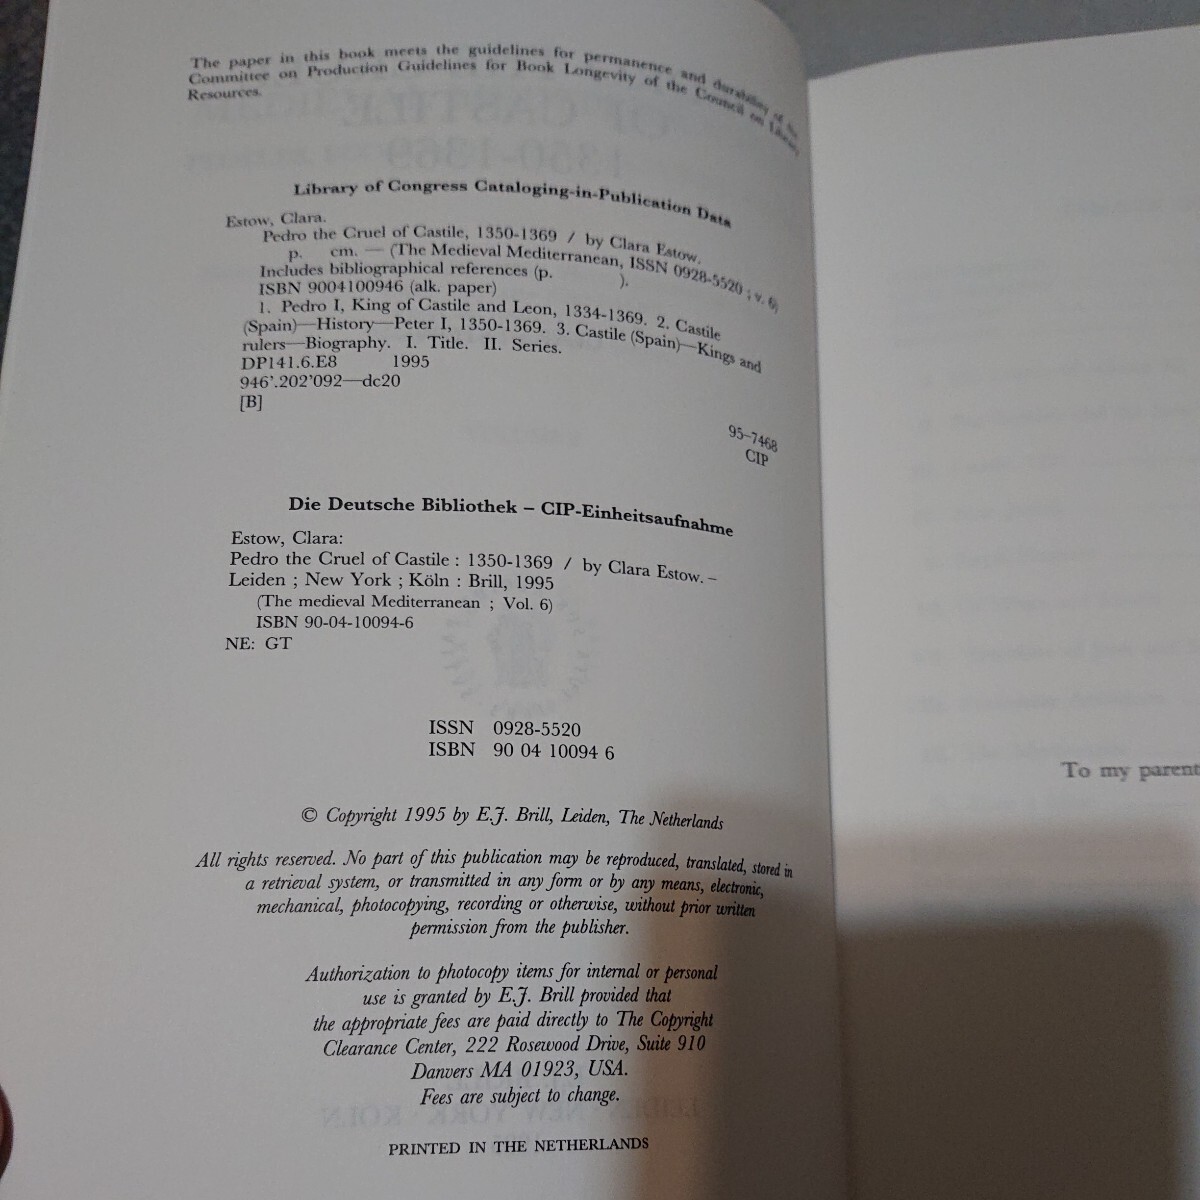 The paper in this book meets the guidelines for permanence and durability of the
Committee on Production Guidelines for Book Longevity of the Council on Library
Resources.
Library of Congress Cataloging-in-Publication Data
Estow, Clara.
Pedro the Cruel of Castile, 1350-1369 / by Clara Estow.
p. cm. — (The Medieval Mediterranean, ISSN 0928-5520 ; v. 6)
Includes bibliographical references (p. ).
ISBN 9004100946 (alk. paper)
1. Pedro I, King of Castile and Leon, 1334-1369. 2. Castile
(Spain)—History—Peter I, 1350-1369. 3. Castile (Spain)—Kings and
rulers—Biography. I. Title. II. Series.
DP141.6.E8 1995
946'.202'092—dc20
[B]
95-7468
CIP
Die Deutsche Bibliothek – CIP-Einheitsaufnahme
Estow, Clara:
Pedro the Cruel of Castile : 1350-1369 / by Clara Estow. –
Leiden ; New York ; Köln : Brill, 1995
(The medieval Mediterranean ; Vol. 6)
ISBN 90-04-10094-6
NE: GT
ISSN 0928-5520
ISBN 90 04 10094 6
© Copyright 1995 by E.J. Brill, Leiden, The Netherlands
All rights reserved. No part of this publication may be reproduced, translated, stored in
a retrieval system, or transmitted in any form or by any means, electronic,
mechanical, photocopying, recording or otherwise, without prior written
permission from the publisher.
Authorization to photocopy items for internal or personal
use is granted by E.J. Brill provided that
the appropriate fees are paid directly to The Copyright
Clearance Center, 222 Rosewood Drive, Suite 910
Danvers MA 01923, USA.
Fees are subject to change.
PRINTED IN THE NETHERLANDS
To my parent